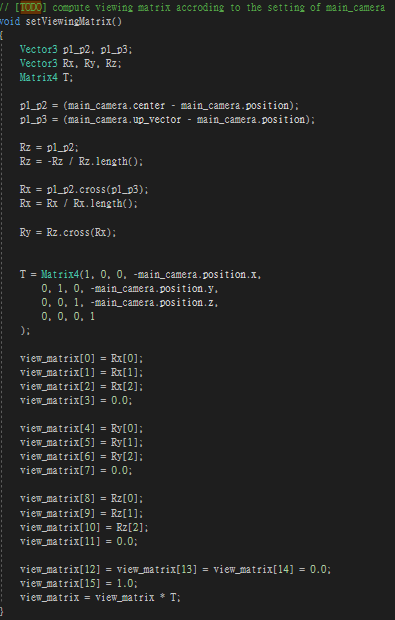 // [TODO] compute viewing matrix accroding to the setting of main_camera
void setViewingMatrix()
{
Vector3 p1_p2, p1_p3;
Vector3 Rx, Ry, Rz;
Matrix4 T;
p1_p2 = (main_camera.center - main_camera.position);
p1_p3 = (main_camera.up_vector - main_camera.position);
Rz = p1_p2;
Rz = -Rz / Rz.length();
Rx = p1_p2.cross(p1_p3);
Rx = Rx / Rx.length();
Ry = Rz.cross(Rx);
T = Matrix4(1, 0, 0, -main_camera.position.x,
0, 1, 0, -main_camera.position.y,
0, 0, 1, -main_camera.position.z,
0, 0, 0, 1
);
view_matrix[0] = Rx[0];
view_matrix[1] = Rx[1];
view_matrix[2] = Rx[2];
view_matrix[3] = 0.0;
view_matrix[4] = Ry[0];
view_matrix[5] = Ry[1];
view_matrix[6] = Ry[2];
view_matrix[7] = 0.0;
view_matrix[8] = Rz[0];
view_matrix[9] = Rz[1];
view_matrix[10] = Rz[2];
view_matrix[11] = 0.0;
view_matrix[12] = view_matrix[13] = view_matrix[14] = 0.0;
view_matrix[15] = 1.0;
view_matrix = view_matrix * T;
}